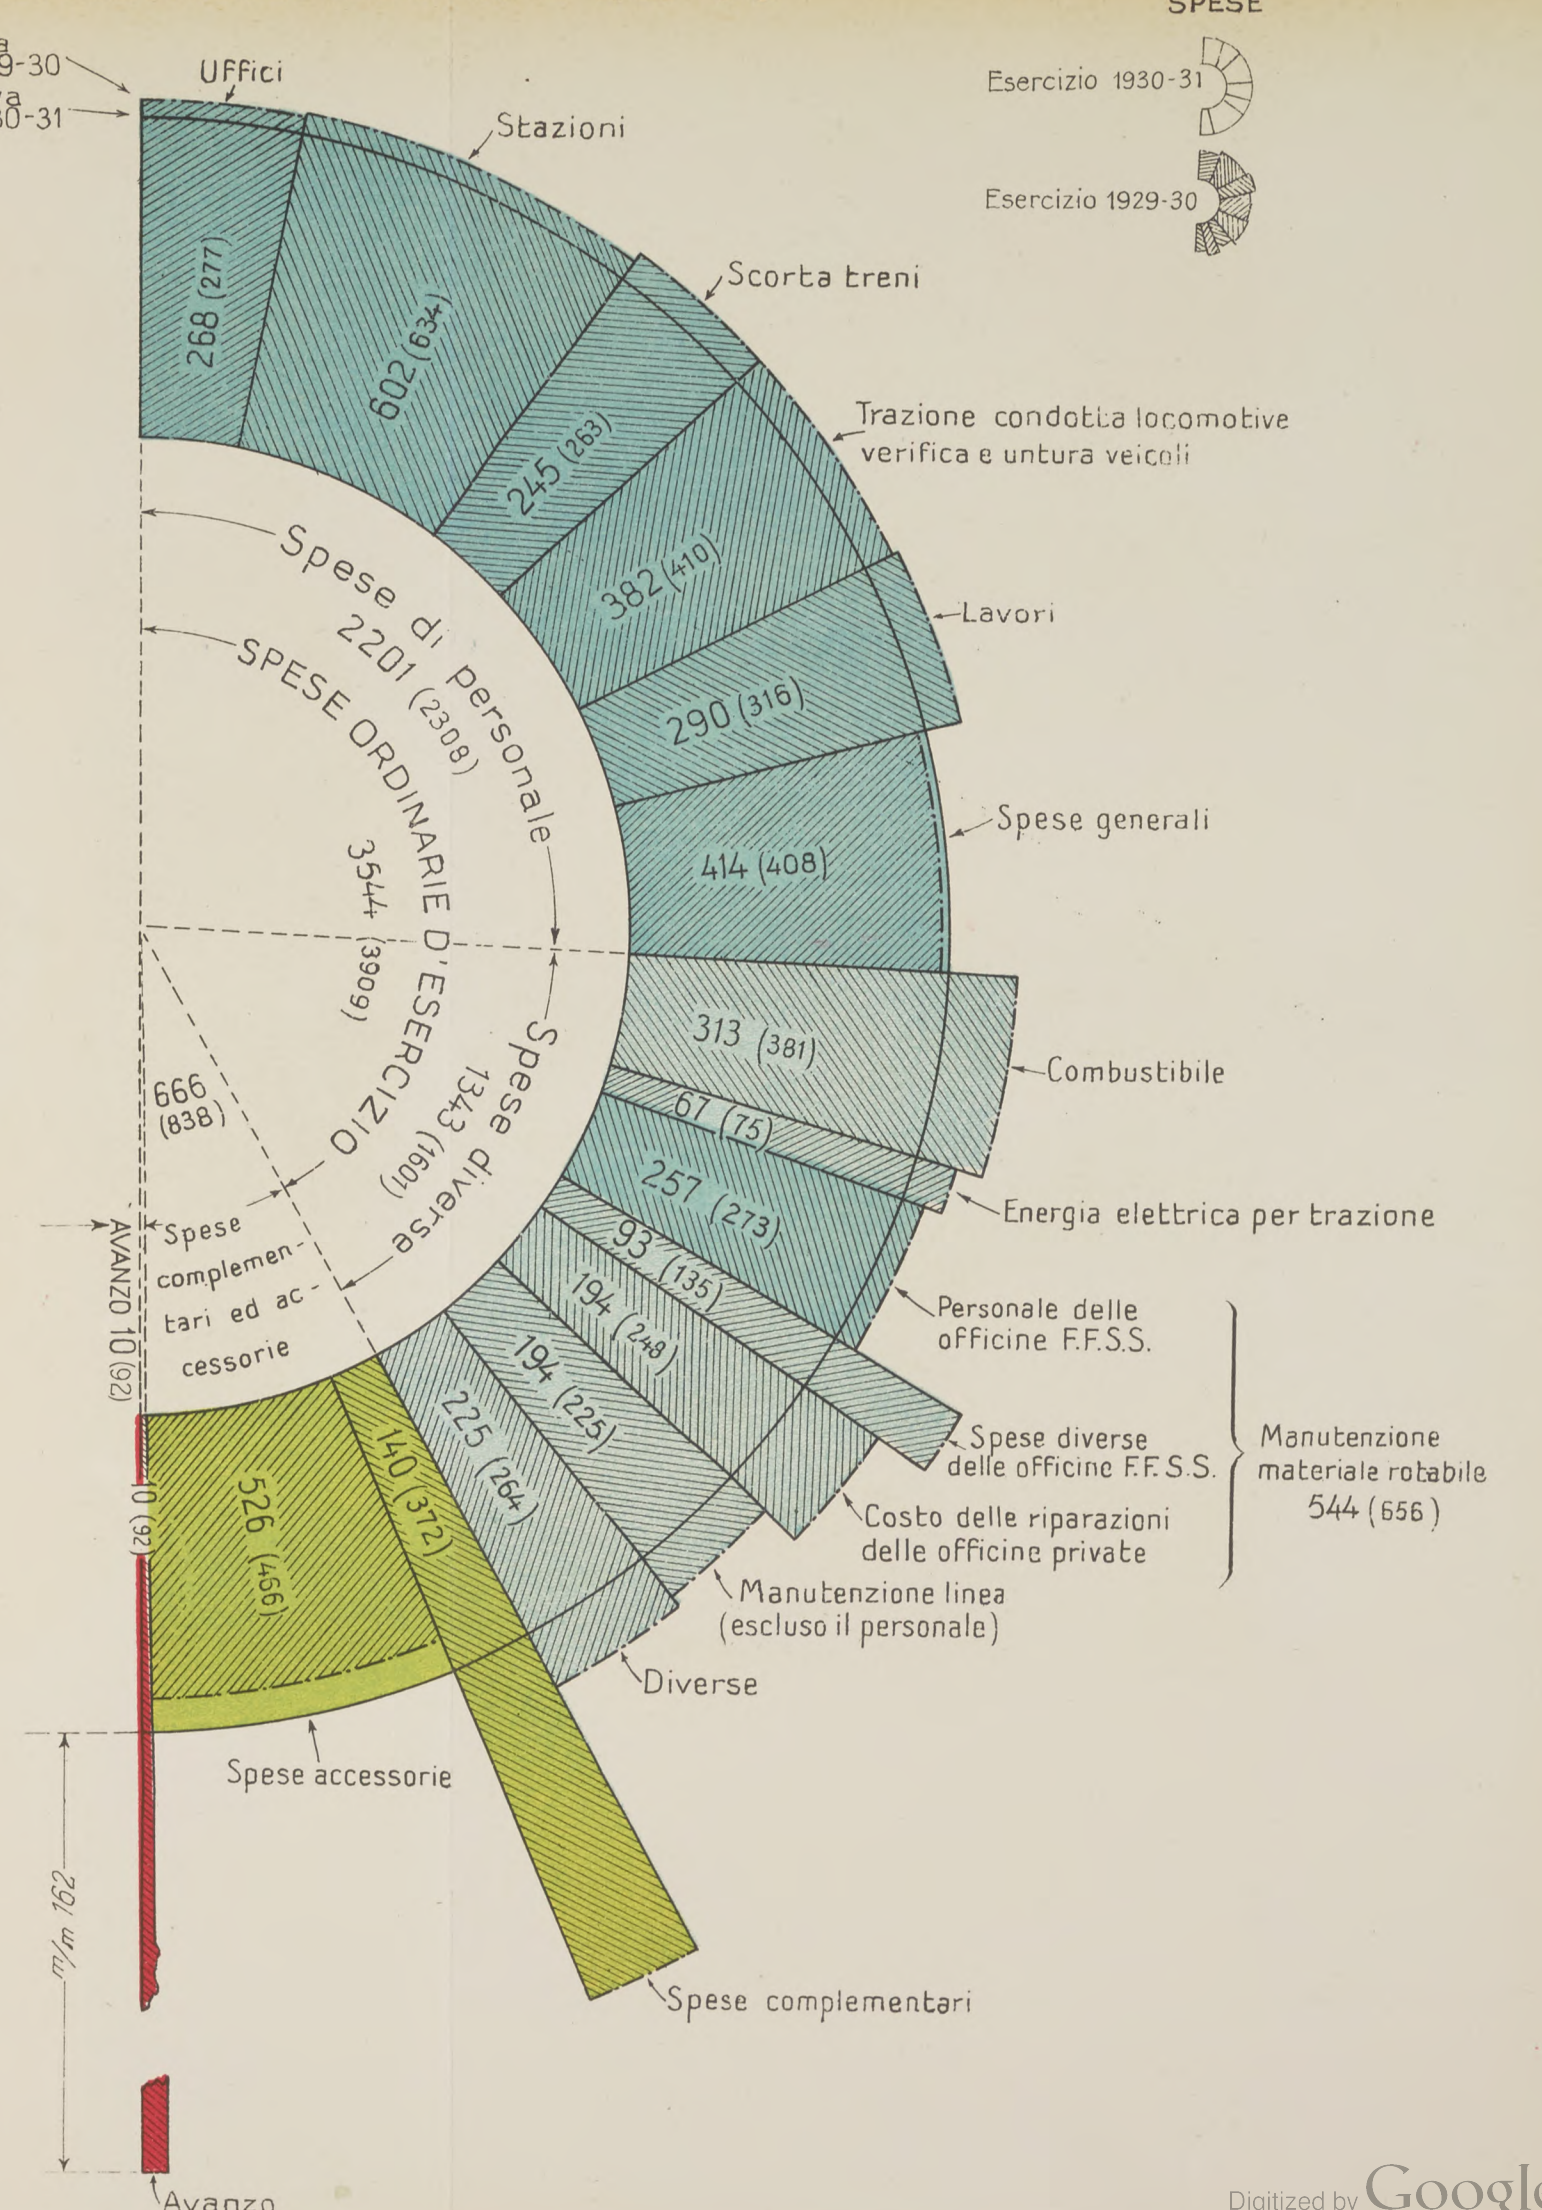 SPESE
Esercizio 1930-31
Esercizio 1929-30
9-30
30-31
Uffici
Stazioni
Scorta treni
Trazione condotta locomotive
verifica e untura veicoli
Lavori
Spese generali
Combustibile
Energia elettrica per trazione
Personale delle
officine F.F.S.S.
Spese diverse
delle officine F.F.S.S.
Costo delle riparazioni
delle officine private
Manutenzione
materiale rotabile
544 (656)
Manutenzione linea
(escluso il personale)
Diverse
Spese complementari
Spese accessorie
Avanzo
268 (277)
602 (634)
245 (263)
382 (410)
290 (316)
414 (408)
313 (381)
67 (75)
257 (273)
93 (135)
194 (248)
194 (225)
225 (264)
140 (372)
526 (466)
10 (92)
Spese di personale
2201 (2308)
SPESE ORDINARIE D'ESERCIZIO
3544 (3909)
Spese diverse
1343 (1601)
666
(838)
Spese
complemen-
tari ed ac-
cessorie
AVANZO 10 (92)
291 m/m
Digitized by Google